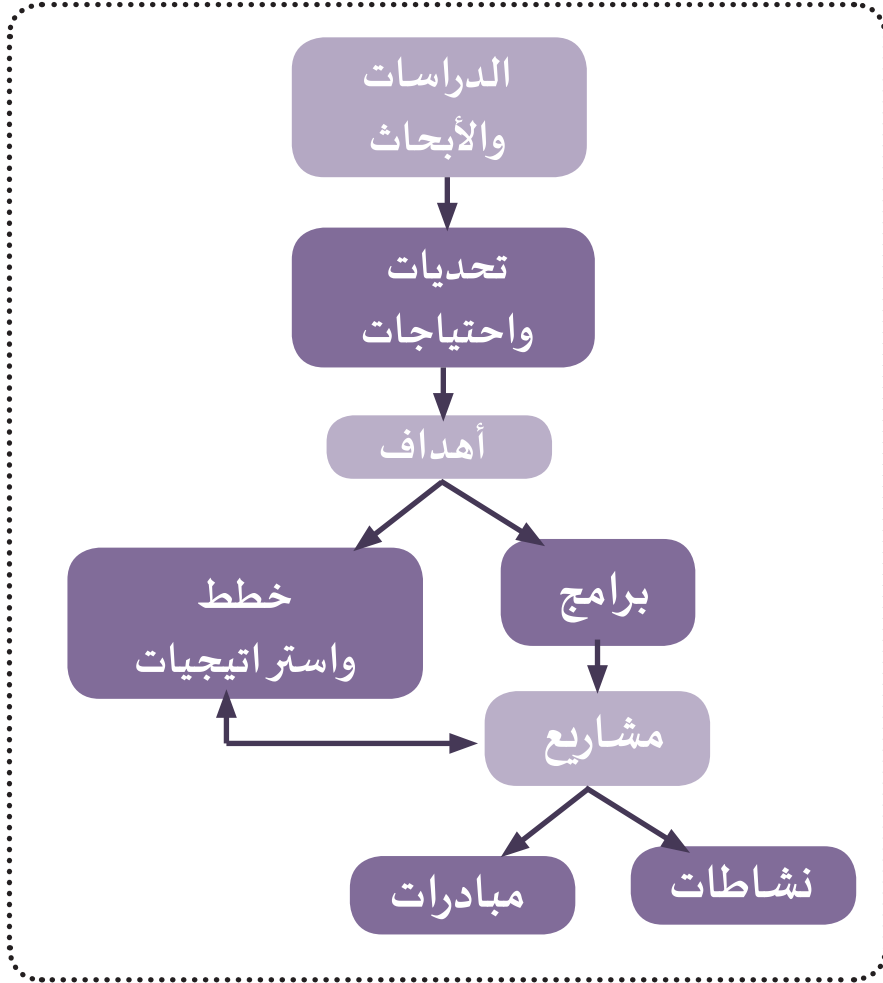 الدراسات
والأبحاث
تحديات
واحتياجات
أهداف
برامج
خطط
واستراتيجيات
مشاريع
نشاطات
مبادرات